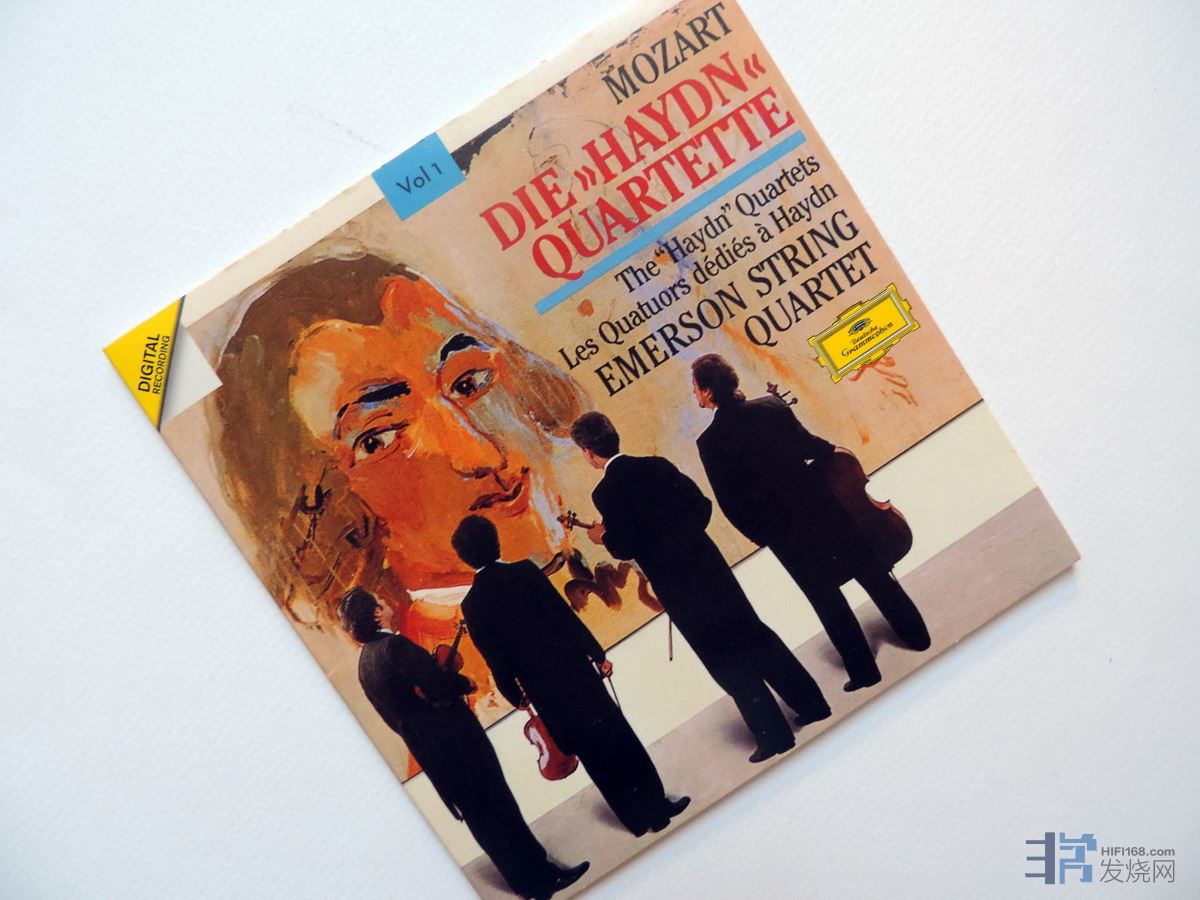 MOZART
DIE »HAYDN«
QUARTETTE
The "Haydn" Quartets
Les Quatuors dédiés à Haydn
EMERSON STRING
QUARTET
Deutsche
Grammophon
Vol 1
DIGITAL
RECORDING
HIFI168.com
发烧网